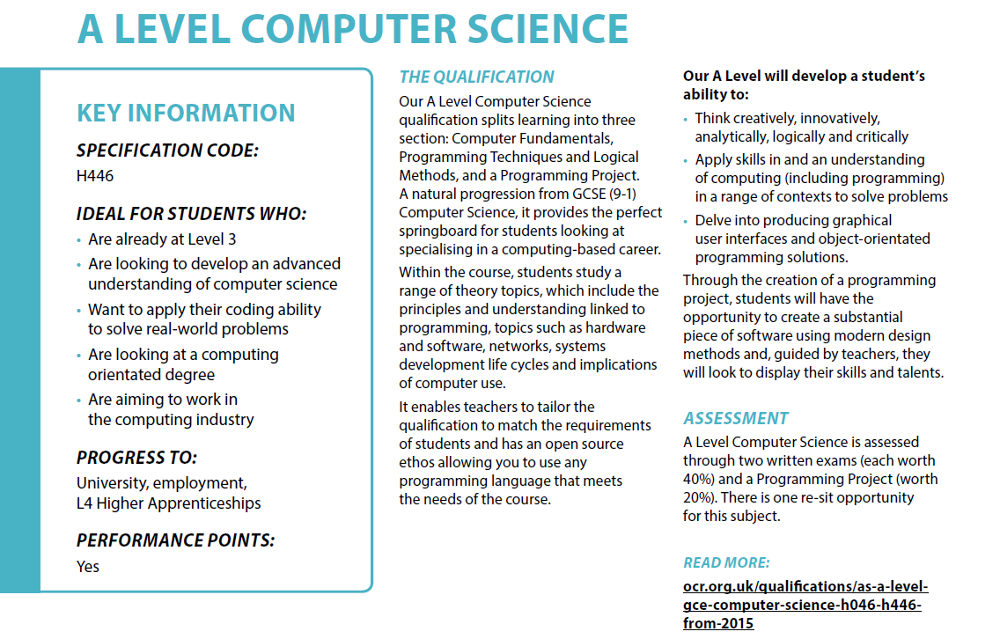 A LEVEL COMPUTER SCIENCE
KEY INFORMATION
SPECIFICATION CODE:
H446
IDEAL FOR STUDENTS WHO:
• Are already at Level 3
• Are looking to develop an advanced
understanding of computer science
• Want to apply their coding ability
to solve real-world problems
• Are looking at a computing
orientated degree
• Are aiming to work in
the computing industry
PROGRESS TO:
University, employment,
L4 Higher Apprenticeships
PERFORMANCE POINTS:
Yes
THE QUALIFICATION
Our A Level Computer Science
qualification splits learning into three
section: Computer Fundamentals,
Programming Techniques and Logical
Methods, and a Programming Project.
A natural progression from GCSE (9-1)
Computer Science, it provides the perfect
springboard for students looking at
specialising in a computing-based career.
Within the course, students study a
range of theory topics, which include the
principles and understanding linked to
programming, topics such as hardware
and software, networks, systems
development life cycles and implications
of computer use.
It enables teachers to tailor the
qualification to match the requirements
of students and has an open source
ethos allowing you to use any
programming language that meets
the needs of the course.
Our A Level will develop a student's
ability to:
• Think creatively, innovatively,
analytically, logically and critically
• Apply skills in and an understanding
of computing (including programming)
in a range of contexts to solve problems
• Delve into producing graphical
user interfaces and object-orientated
programming solutions.
Through the creation of a programming
project, students will have the
opportunity to create a substantial
piece of software using modern design
methods and, guided by teachers, they
will look to display their skills and talents.
ASSESSMENT
A Level Computer Science is assessed
through two written exams (each worth
40%) and a Programming Project (worth
20%). There is one re-sit opportunity
for this subject.
READ MORE:
ocr.org.uk/qualifications/as-a-level-
gce-computer-science-h046-h446-
from-2015